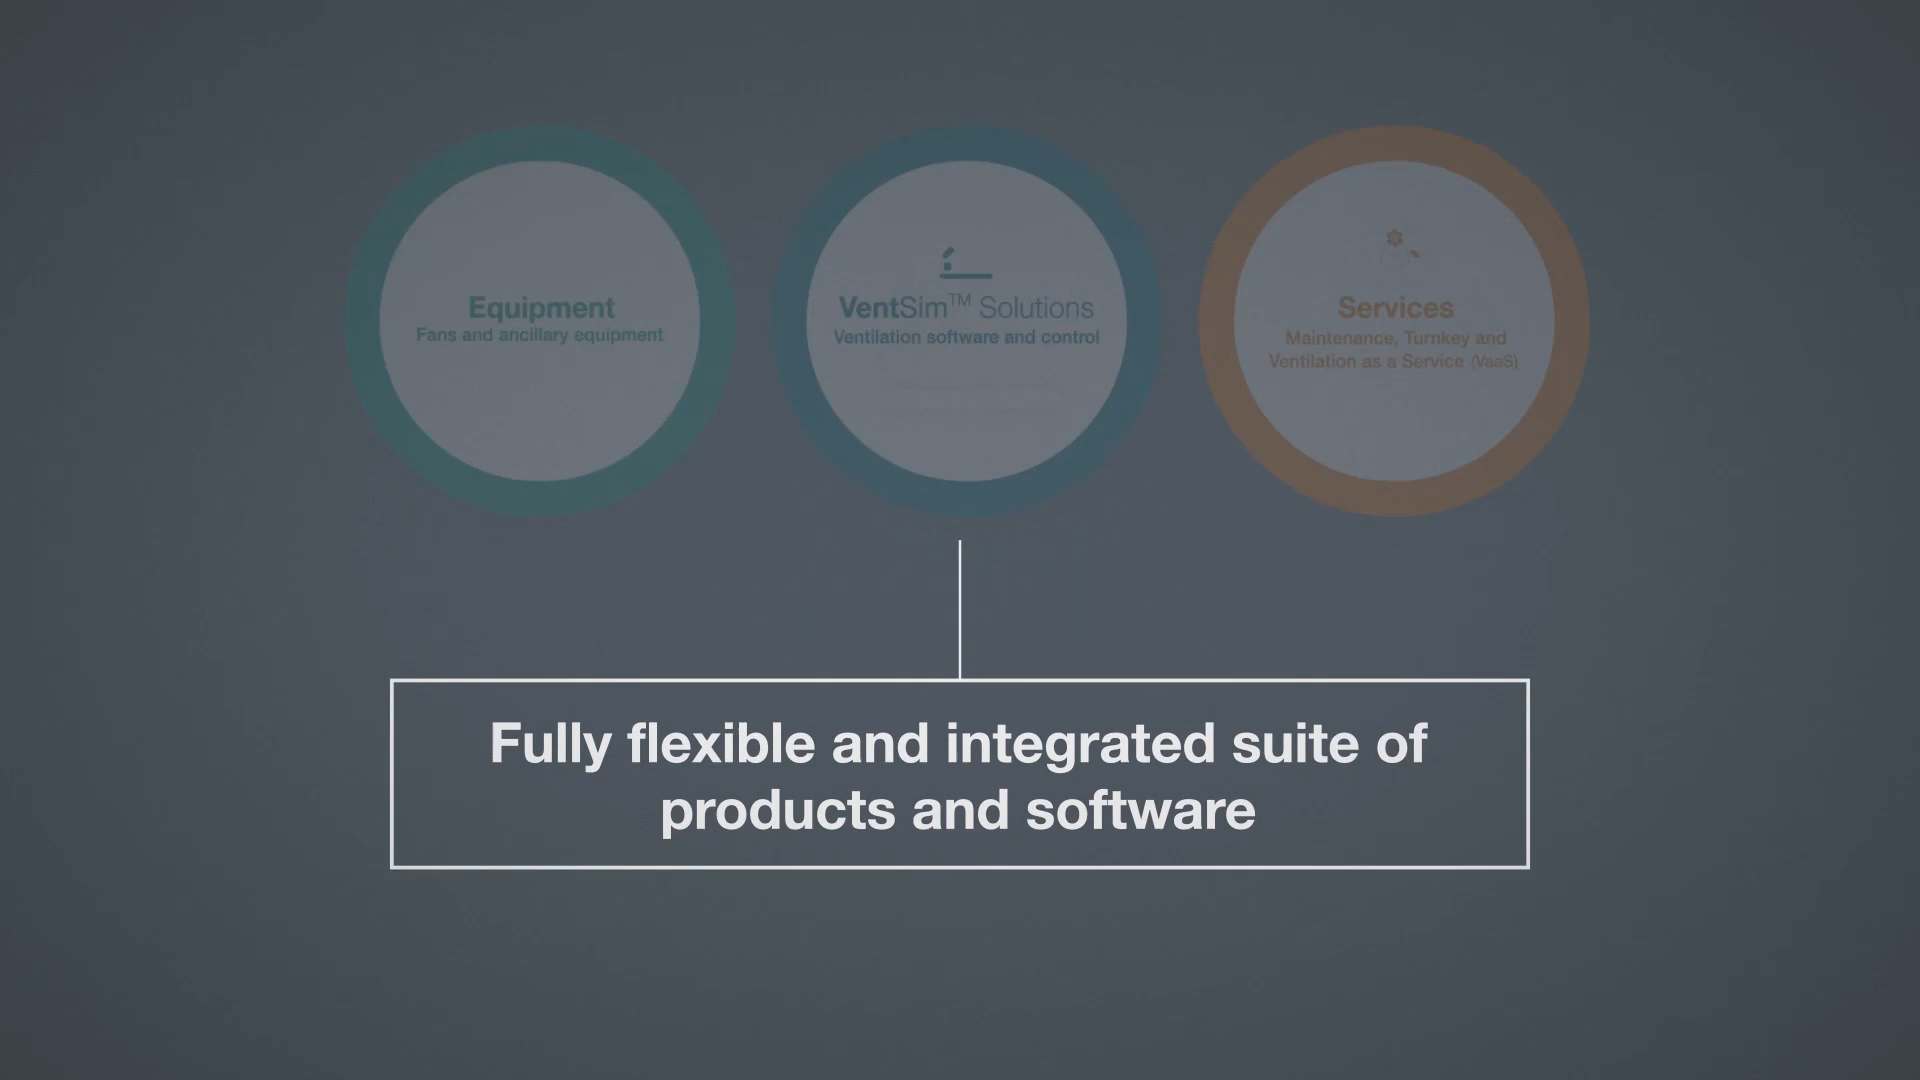 Equipment
Fans and ancillary equipment
VentSim™ Solutions
Ventilation software and control
Services
Maintenance, Turnkey and
Ventilation as a Service (VaaS)
Fully flexible and integrated suite of
products and software